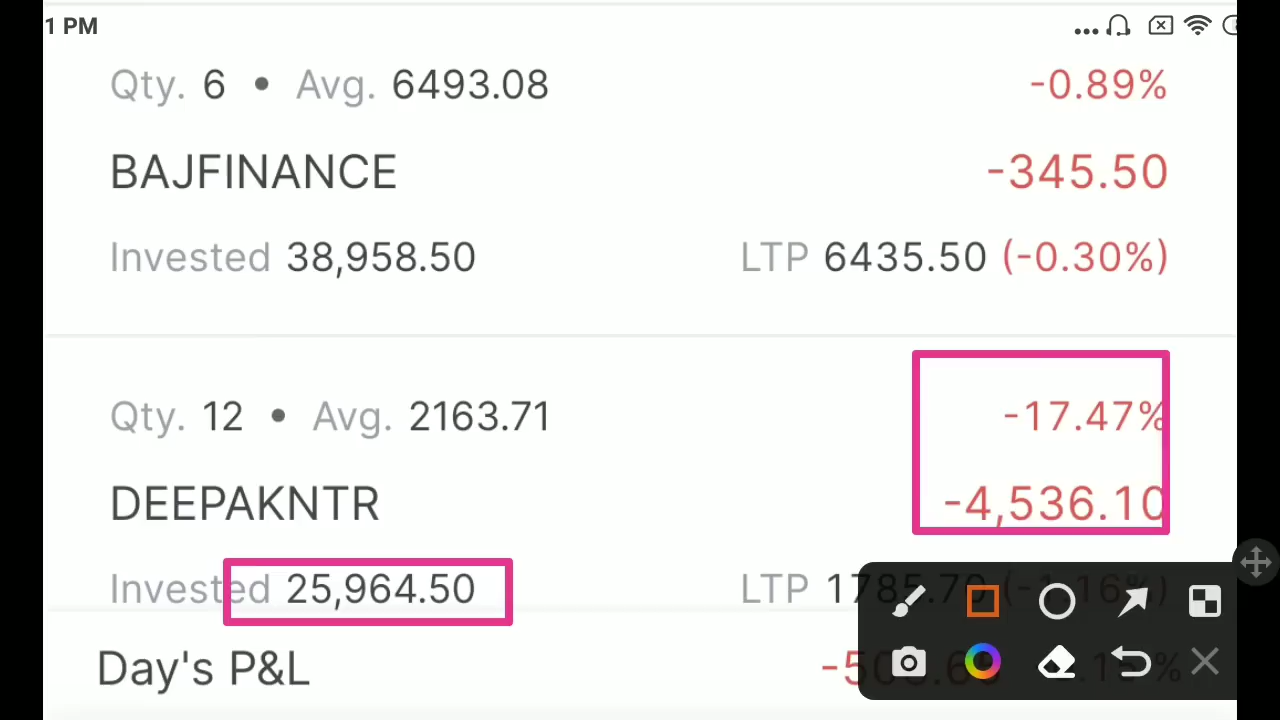 1 PM
Qty. 6 • Avg. 6493.08 -0.89%
BAJFINANCE -345.50
Invested 38,958.50 LTP 6435.50 (-0.30%)
Qty. 12 • Avg. 2163.71 -17.47%
DEEPAKNTR -4,536.10
Invested 25,964.50 LTP 1785.70
Day's P&L